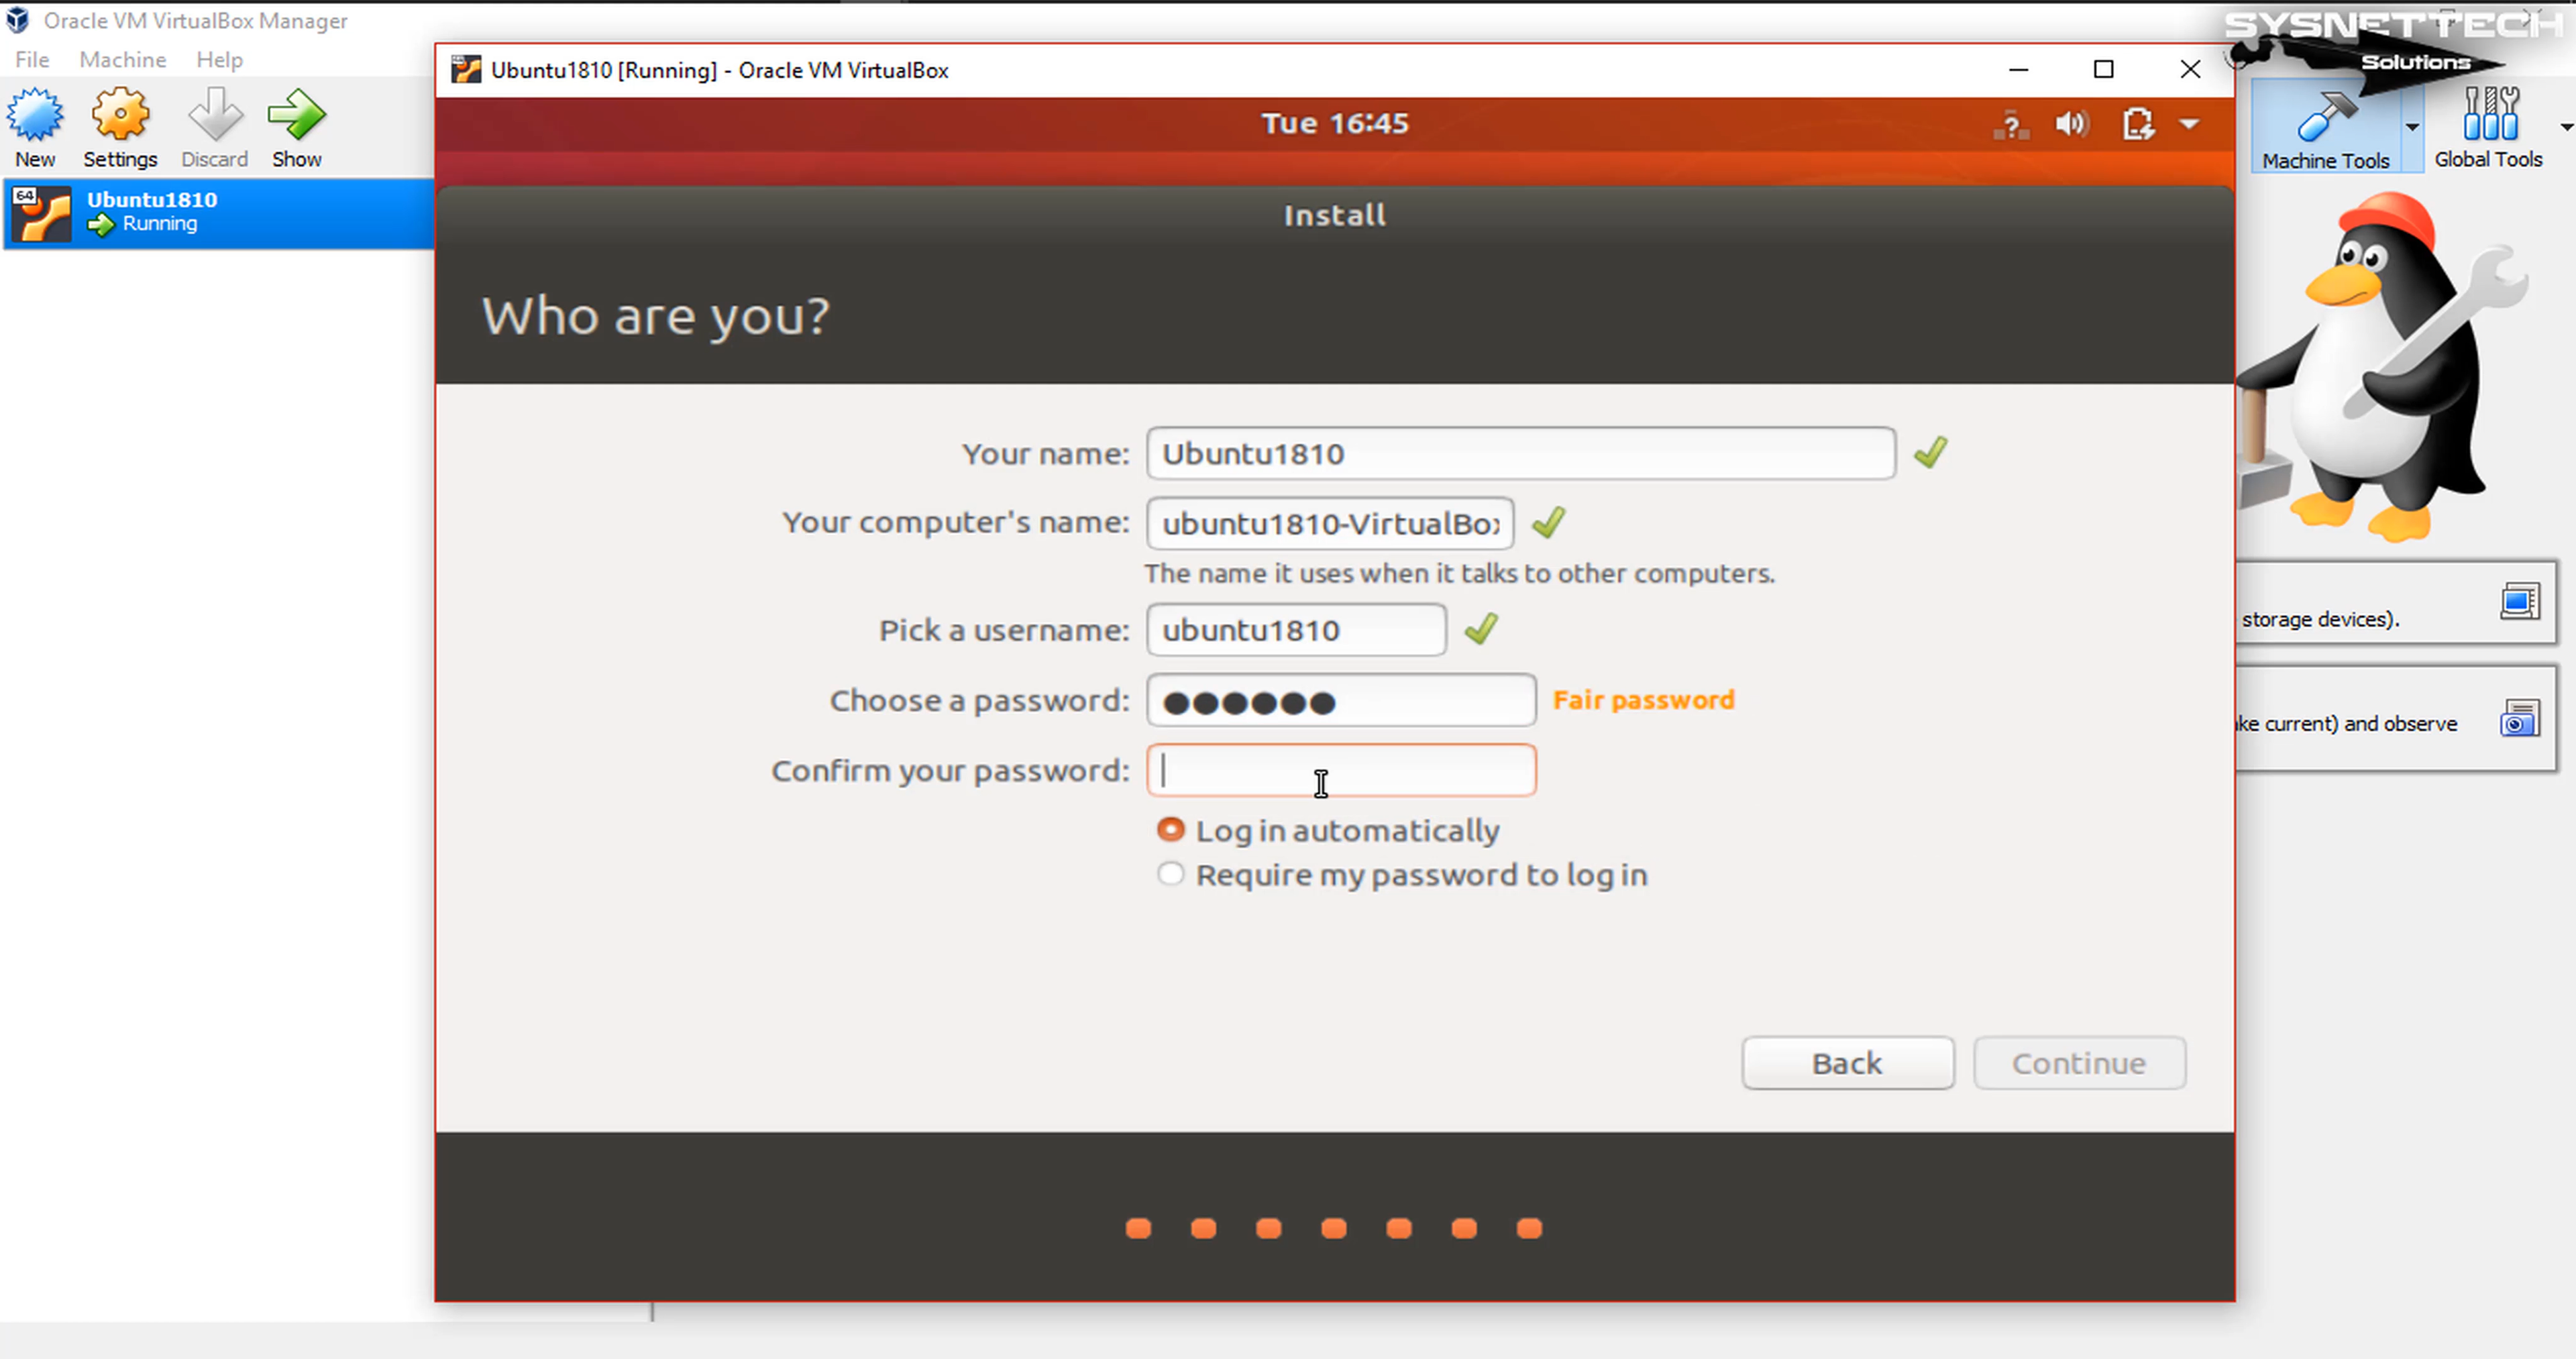 Oracle VM VirtualBox Manager
SYSNETTECH
Solutions
File Machine Help
Ubuntu1810 [Running] - Oracle VM VirtualBox
New Settings Discard Show
Tue 16:45
?
Machine Tools Global Tools
64
Ubuntu1810
Running
Install
Who are you?
Your name: Ubuntu1810
Your computer's name: ubuntu1810-VirtualBox
The name it uses when it talks to other computers.
Pick a username: ubuntu1810
storage devices).
Choose a password: ●●●●●● Fair password
ke current) and observe
Confirm your password:
Log in automatically
Require my password to log in
Back Continue